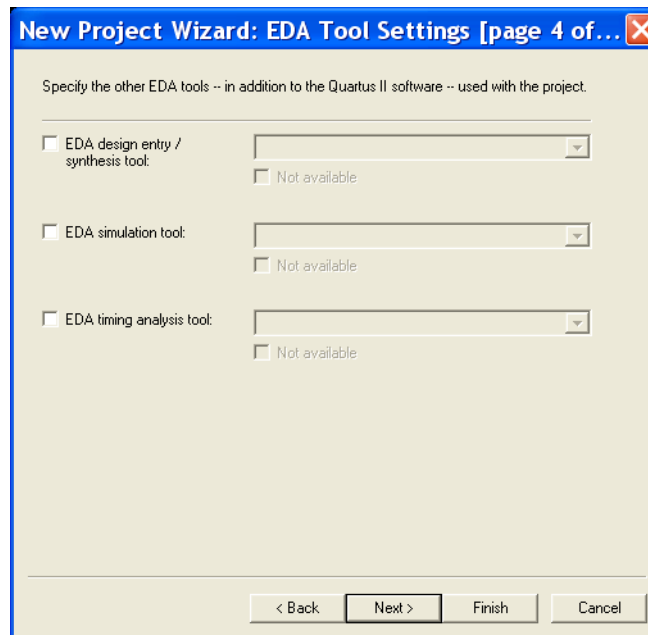 New Project Wizard: EDA Tool Settings [page 4 of...
Specify the other EDA tools -- in addition to the Quartus II software -- used with the project.
EDA design entry /
synthesis tool:
Not available
EDA simulation tool:
Not available
EDA timing analysis tool:
Not available
< Back Next > Finish Cancel